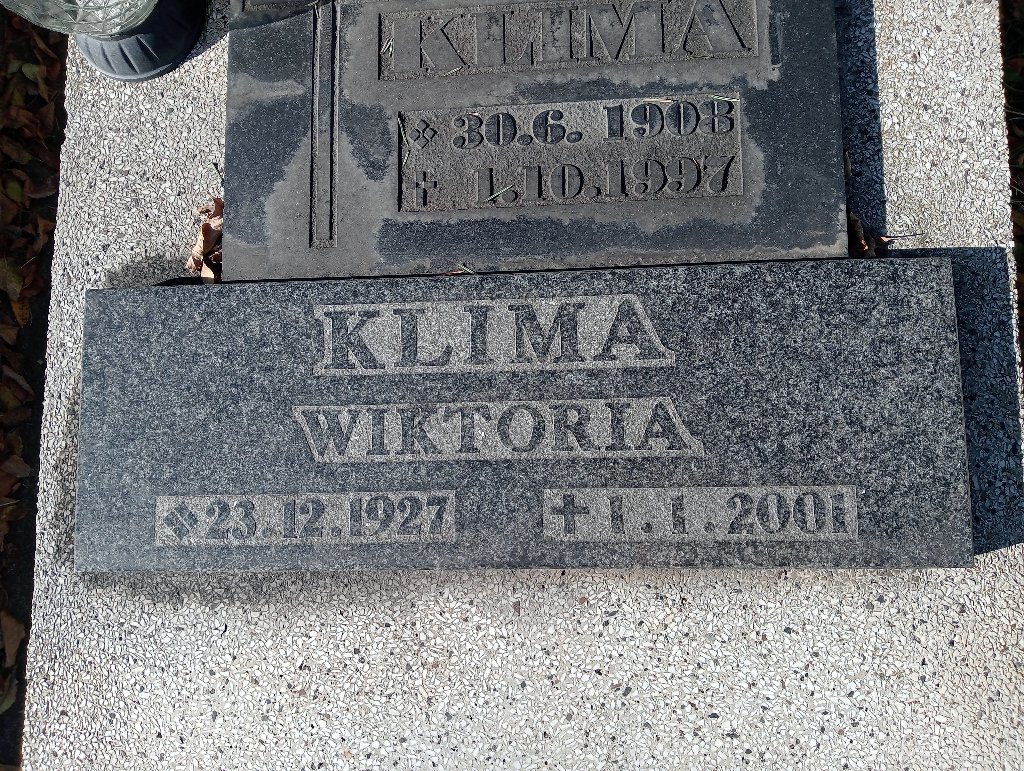 KLIMA
30.6. 1908
† 1.10.1997
KLIMA
WIKTORIA
23.12.1927 † 1.1.2001